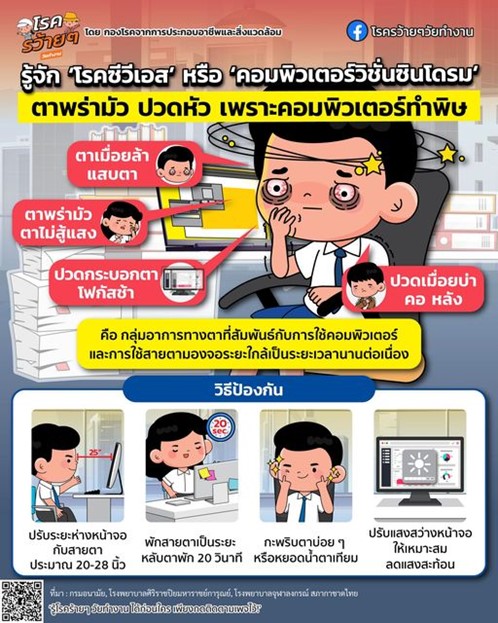 โรค
ร้ายๆ
วัยทำงาน
โดย กองโรคจากการประกอบอาชีพและสิ่งแวดล้อม
โรคร้ายๆวัยทำงาน
รู้จัก ‘โรคซีวีเอส’ หรือ ‘คอมพิวเตอร์วิชั่นซินโดรม’
ตาพร่ามัว ปวดหัว เพราะคอมพิวเตอร์ทำพิษ
ตาเมื่อยล้า
แสบตา
ตาพร่ามัว
ตาไม่สู้แสง
ปวดกระบอกตา
โฟกัสช้า
ปวดเมื่อยบ่า
คอ หลัง
คือ กลุ่มอาการทางตาที่สัมพันธ์กับการใช้คอมพิวเตอร์
และการใช้สายตามองจอระยะใกล้เป็นระยะเวลานานต่อเนื่อง
วิธีป้องกัน
25"
20
sec.
ปรับระยะห่างหน้าจอ
กับสายตา
ประมาณ 20-28 นิ้ว
พักสายตาเป็นระยะ
หลับตาพัก 20 วินาที
กะพริบตาบ่อย ๆ
หรือหยอดน้ำตาเทียม
ปรับแสงสว่างหน้าจอ
ให้เหมาะสม
ลดแสงสะท้อน
ที่มา : กรมอนามัย, โรงพยาบาลศิริราชปิยมหาราชการุณย์, โรงพยาบาลจุฬาลงกรณ์ สภากาชาดไทย
"รู้โรคร้ายๆ วัยทำงาน ได้ก่อนใคร เพียงกดติดตามเพจไว้"